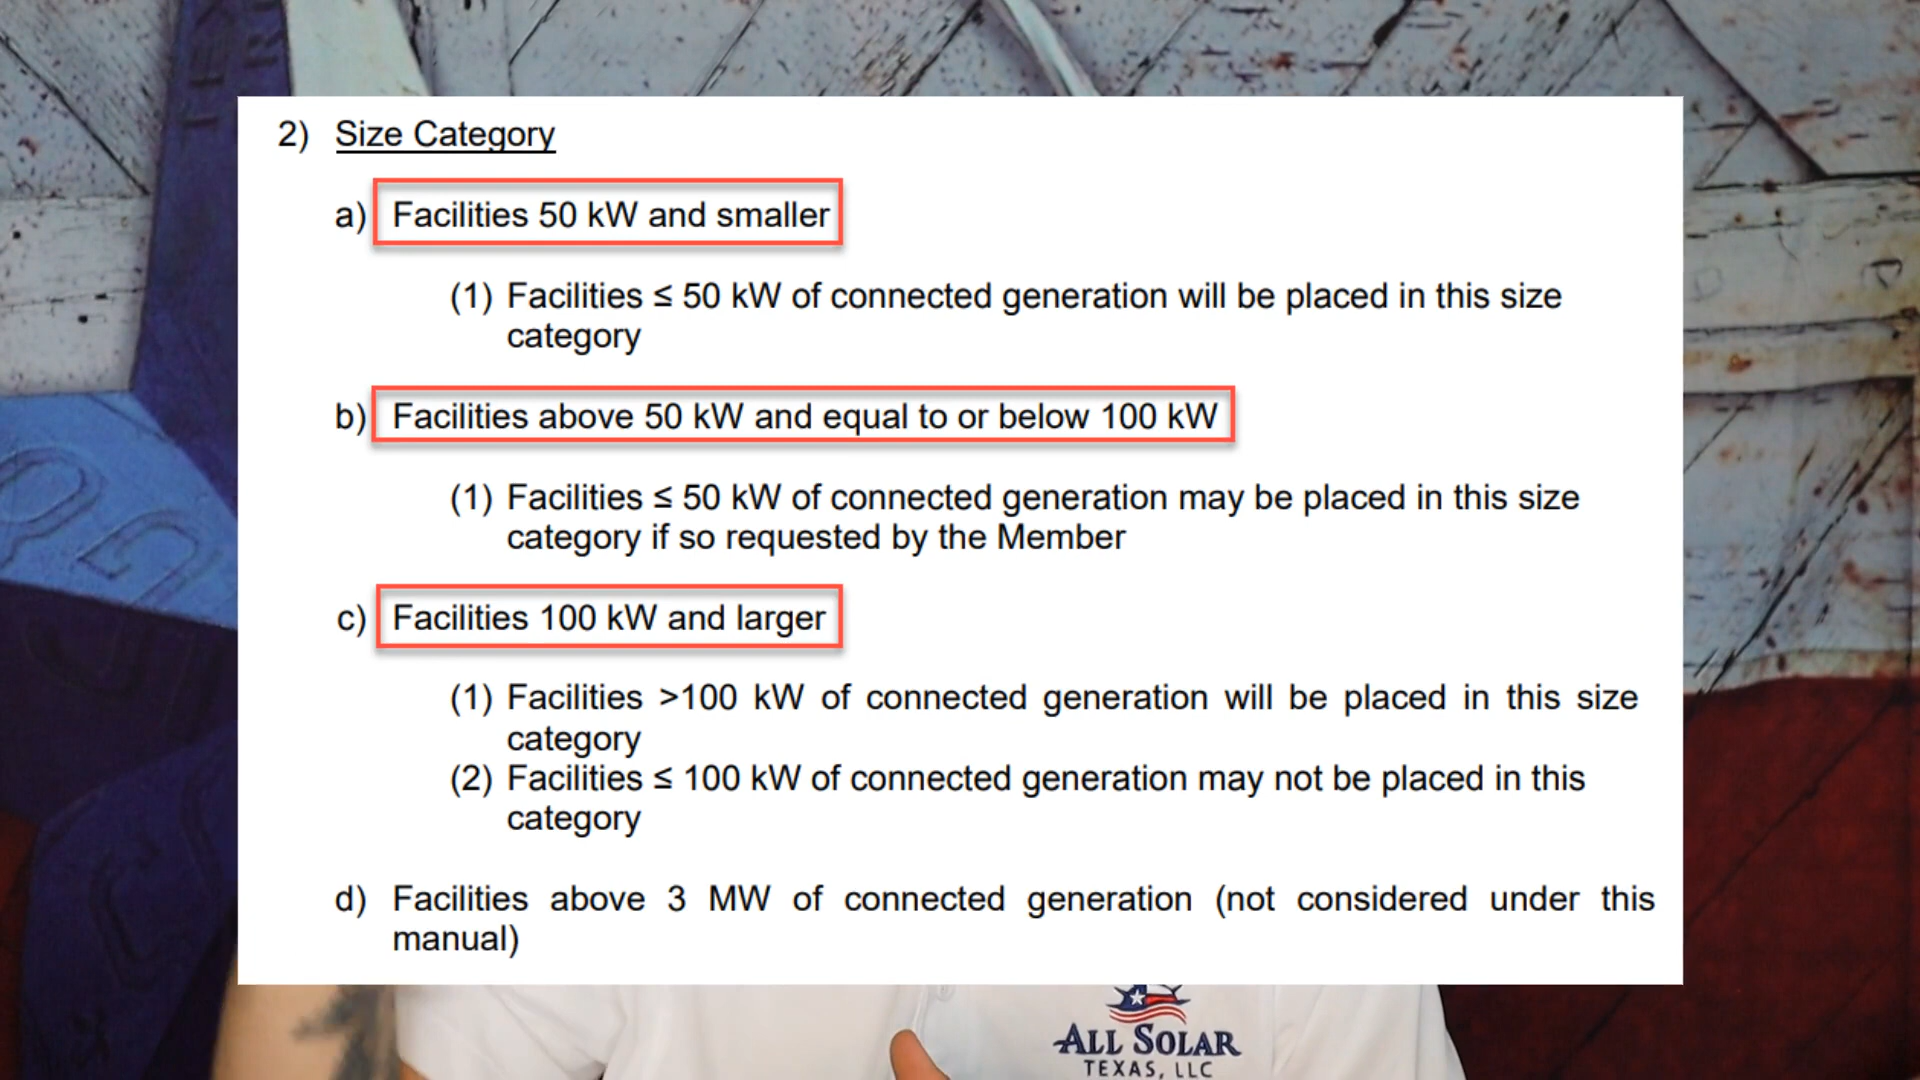 2) Size Category
a) Facilities 50 kW and smaller
(1) Facilities ≤ 50 kW of connected generation will be placed in this size
category
b) Facilities above 50 kW and equal to or below 100 kW
(1) Facilities ≤ 50 kW of connected generation may be placed in this size
category if so requested by the Member
c) Facilities 100 kW and larger
(1) Facilities >100 kW of connected generation will be placed in this size
category
(2) Facilities ≤ 100 kW of connected generation may not be placed in this
category
d) Facilities above 3 MW of connected generation (not considered under this
manual)
ALL SOLAR
TEXAS, LLC